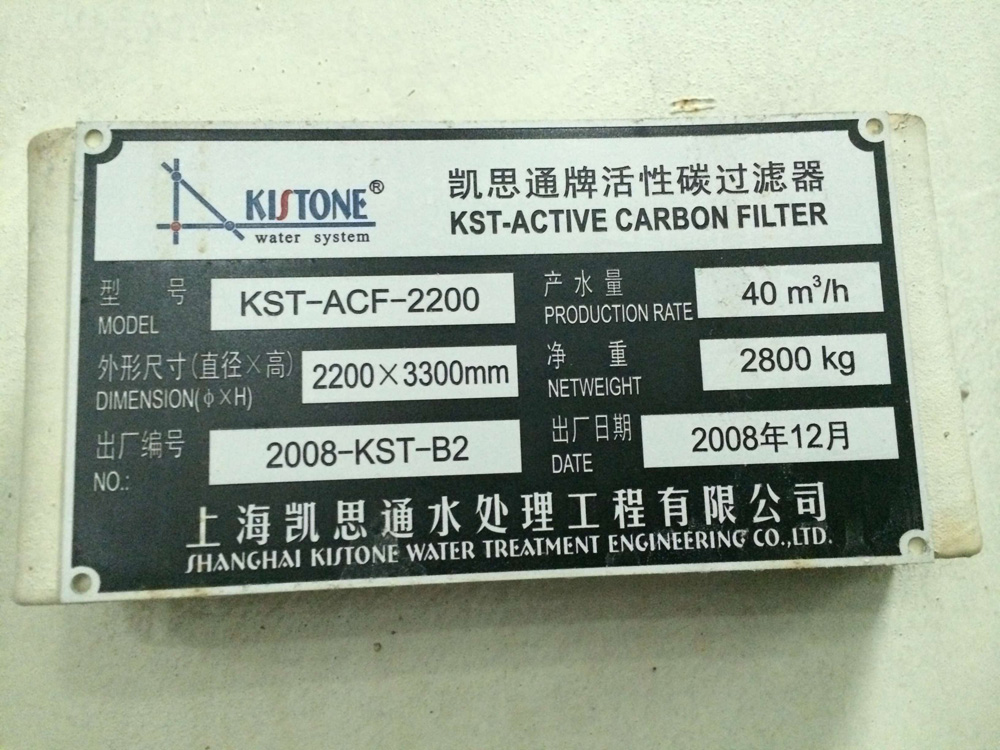 KISTONE®
water system
凯思通牌活性碳过滤器
KST-ACTIVE CARBON FILTER
型 号 KST-ACF-2200
MODEL
产水量 40 m³/h
PRODUCTION RATE
外形尺寸(直径×高) 2200×3300mm
DIMENSION(φ×H)
净 重 2800 kg
NETWEIGHT
出厂编号 2008-KST-B2
NO.:
出厂日期 2008年12月
DATE
上海凯思通水处理工程有限公司
SHANGHAI KISTONE WATER TREATMENT ENGINEERING CO.,LTD.